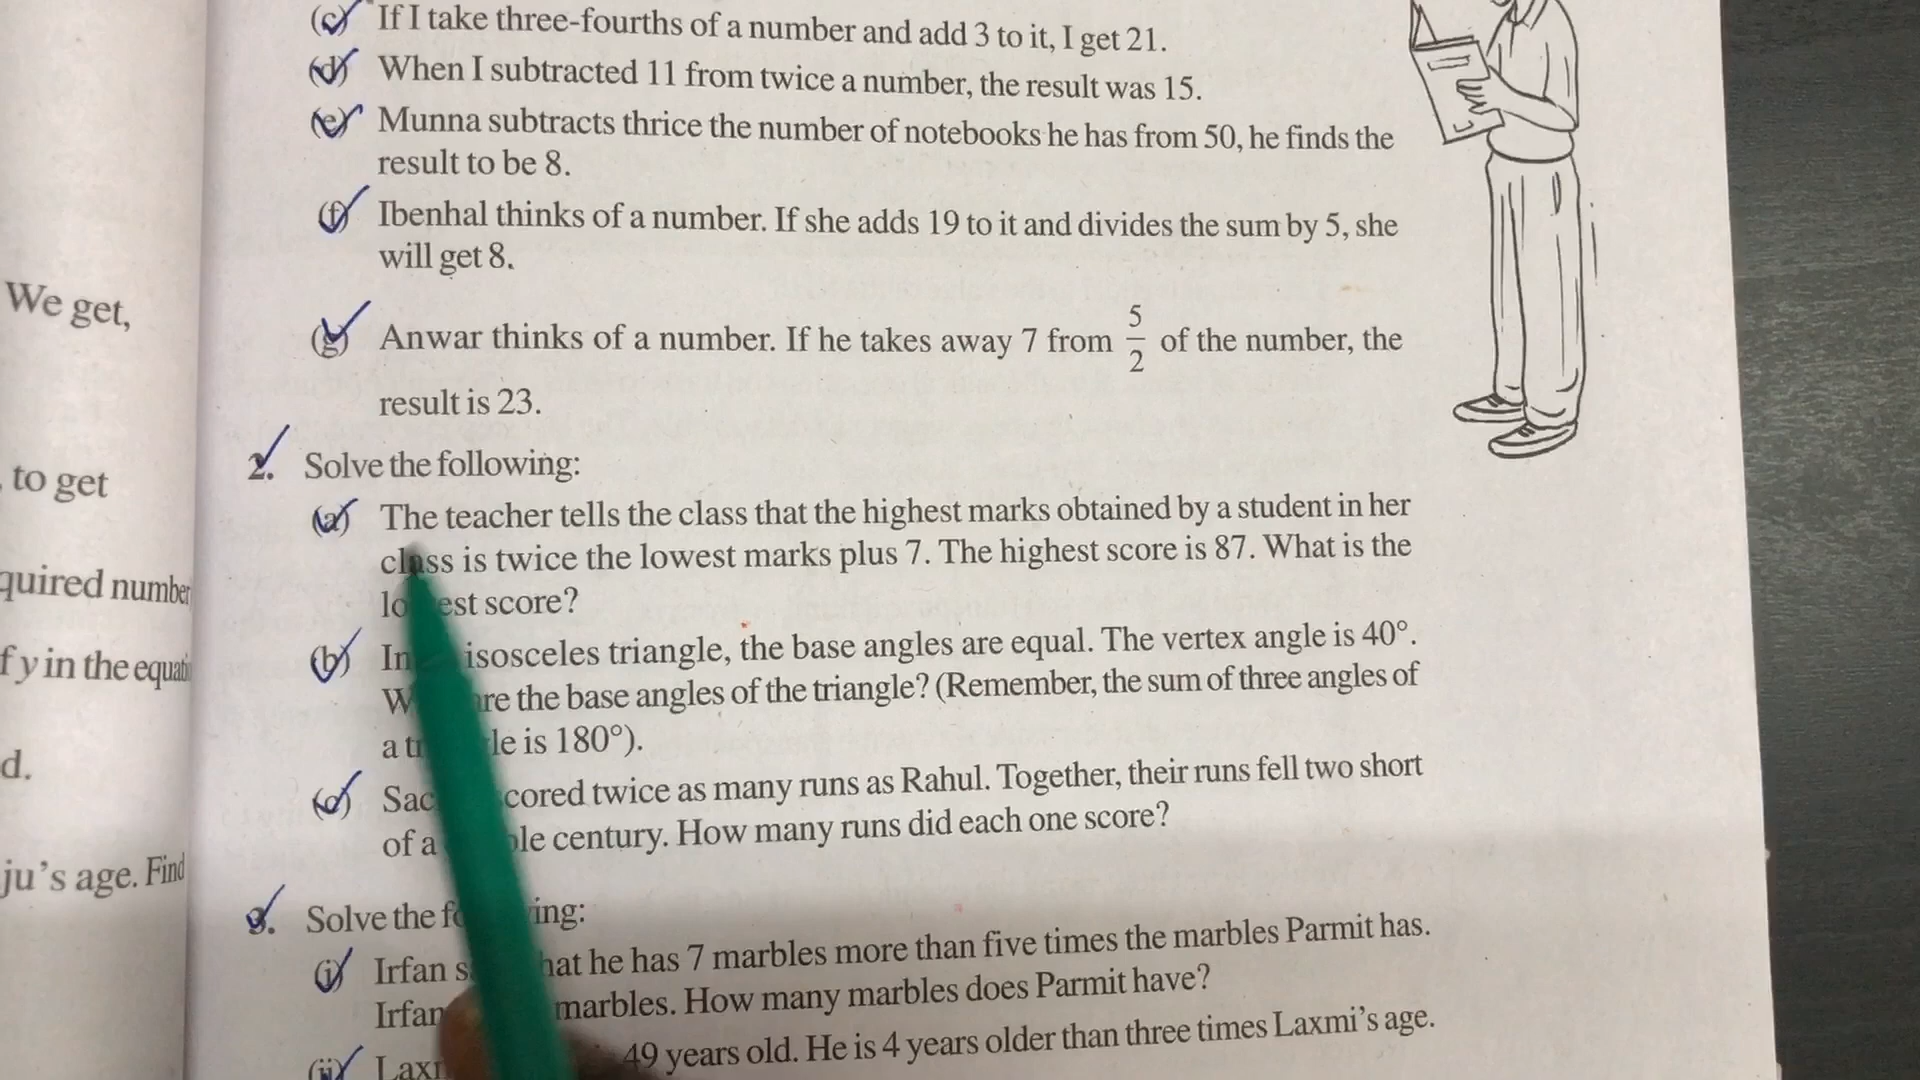 (c) If I take three-fourths of a number and add 3 to it, I get 21.
(d) When I subtracted 11 from twice a number, the result was 15.
(e) Munna subtracts thrice the number of notebooks he has from 50, he finds the
result to be 8.
(f) Ibenhal thinks of a number. If she adds 19 to it and divides the sum by 5, she
will get 8.
(g) Anwar thinks of a number. If he takes away 7 from 5/2 of the number, the
result is 23.
2. Solve the following:
(a) The teacher tells the class that the highest marks obtained by a student in her
class is twice the lowest marks plus 7. The highest score is 87. What is the
score?
(b) In isosceles triangle, the base angles are equal. The vertex angle is 40°.
the base angles of the triangle? (Remember, the sum of three angles of
a is 180°).
(c) twice as many runs as Rahul. Together, their runs fell two short
of a century. How many runs did each one score?
3. Solve the
(i) Irfan he has 7 marbles more than five times the marbles Parmit has.
Irfan marbles. How many marbles does Parmit have?
(ii) 49 years old. He is 4 years older than three times Laxmi's age.
We get,
to get
number
y in the
d.
age. Find